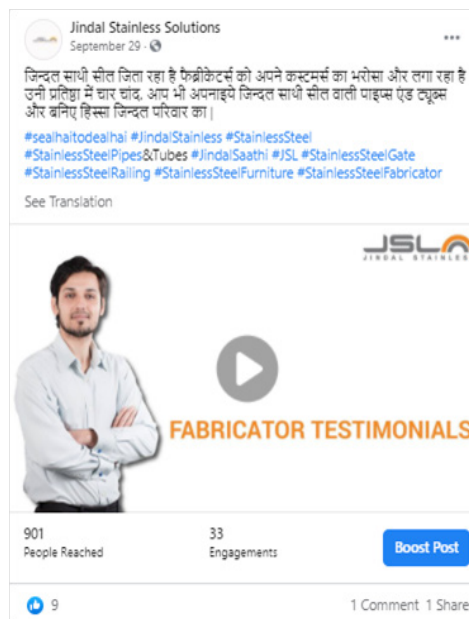 Jindal Stainless Solutions
September 29 ·
जिन्दल साथी सील जिता रहा है फैब्रीकेटर्स को अपने कस्टमर्स का भरोसा और लगा रहा है
उनी प्रतिष्ठा में चार चांद, आप भी अपनाइये जिन्दल साथी सील वाली पाइप्स एंड ट्यूब्स
और बनिए हिस्सा जिन्दल परिवार का |
#sealhaitodealhai #JindalStainless #StainlessSteel
#StainlessSteelPipes&Tubes #JindalSaathi #JSL #StainlessSteelGate
#StainlessSteelRailing #StainlessSteelFurniture #StainlessSteelFabricator
See Translation
JSL
JINDAL STAINLESS
FABRICATOR TESTIMONIALS
901
People Reached
33
Engagements
Boost Post
9
1 Comment 1 Share